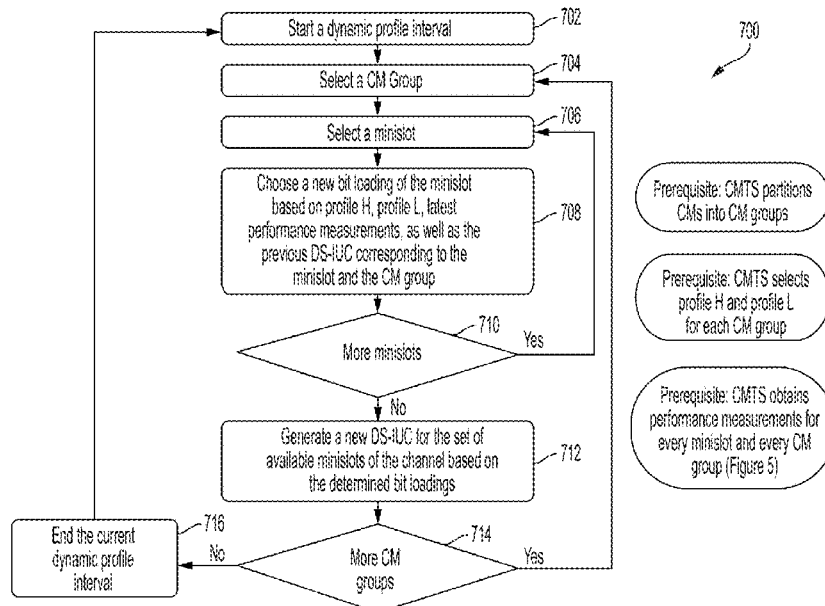 Start a dynamic profile interval
702
700
Select a CM Group
704
Select a minislot
706
Choose a new bit loading of the minislot
based on profile H, profile L, latest
performance measurements, as well as the
previous DS-IUC corresponding to the
minislot and the CM group
708
Prerequisite: CMTS partitions
CMs into CM groups
Prerequisite: CMTS selects
profile H and profile L
for each CM group
710
More minislots
Yes
No
Prerequisite: CMTS obtains
performance measurements for
every minislot and every CM
group (Figure 5)
Generate a new DS-IUC for the set of
available minislots of the channel based on
the determined bit loadings
712
716
End the current
dynamic profile
interval
No
714
More CM
groups
Yes